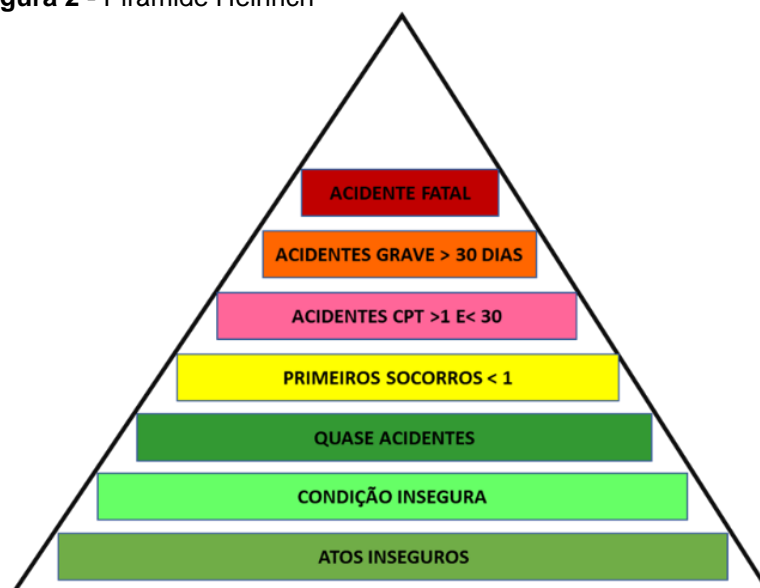 gura 2 - Pirâmide Heinrich
ACIDENTE FATAL
ACIDENTES GRAVE > 30 DIAS
ACIDENTES CPT >1 E< 30
PRIMEIROS SOCORROS < 1
QUASE ACIDENTES
CONDIÇÃO INSEGURA
ATOS INSEGUROS